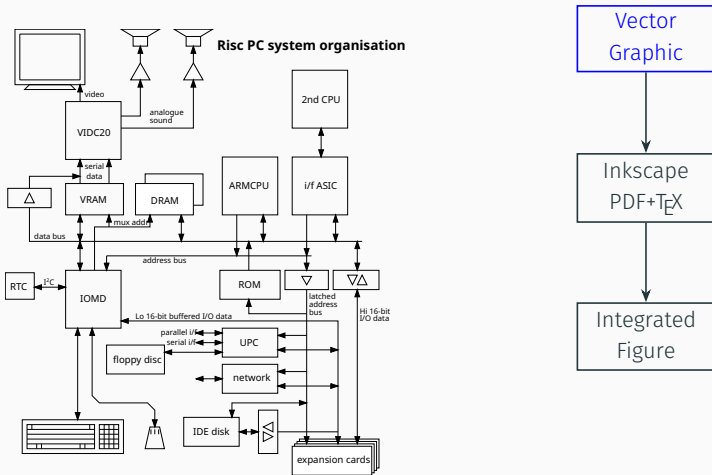 Risc PC system organisation
video
analogue
sound
VIDC20
2nd CPU
serial
data
VRAM
DRAM
ARMCPU
i/f ASIC
mux addr
data bus
address bus
RTC
I²C
IOMD
ROM
latched
address
bus
Hi 16-bit
I/O data
Lo 16-bit buffered I/O data
parallel i/f
serial i/f
UPC
floppy disc
network
IDE disk
expansion cards
Vector
Graphic
Inkscape
PDF+TEX
Integrated
Figure